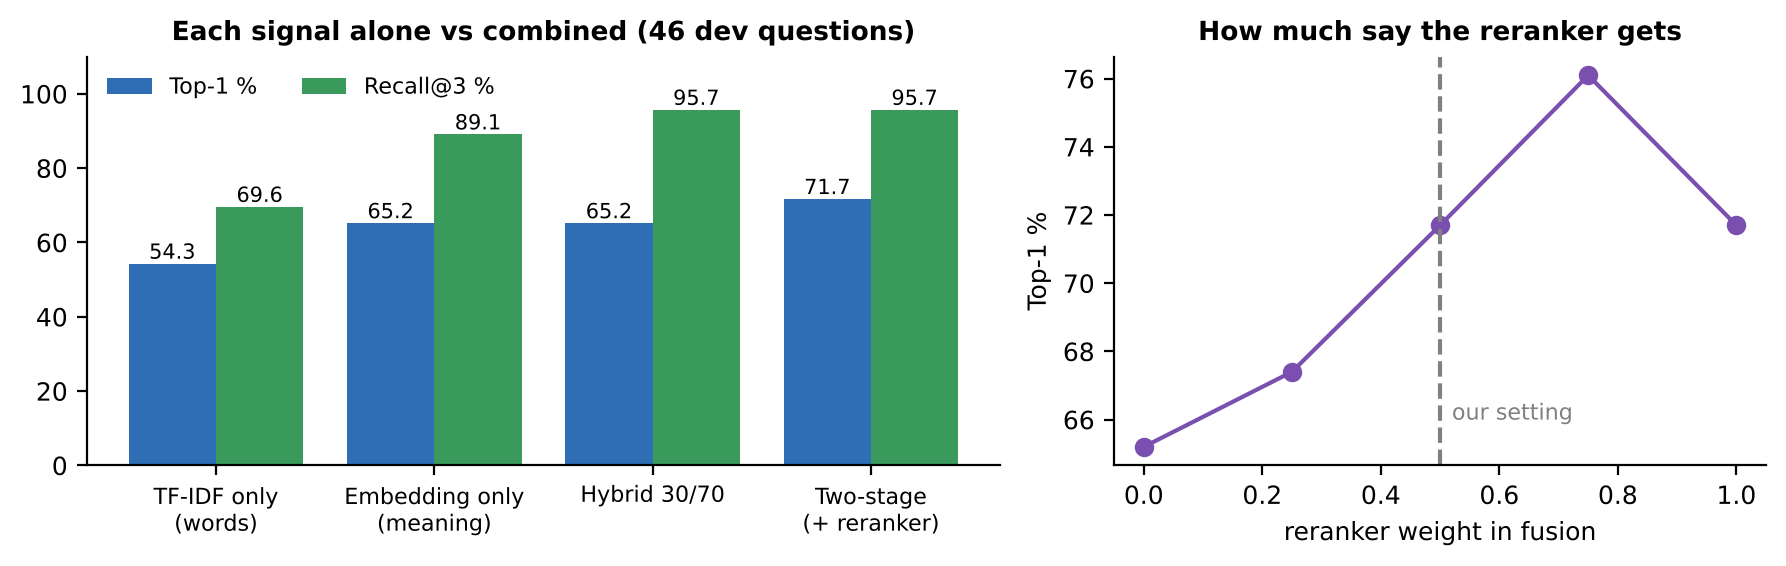 Each signal alone vs combined (46 dev questions)
Top-1 %
Recall@3 %
100
80
60
40
20
0
54.3
69.6
65.2
89.1
65.2
95.7
71.7
95.7
TF-IDF only
(words)
Embedding only
(meaning)
Hybrid 30/70
Two-stage
(+ reranker)
How much say the reranker gets
Top-1 %
76
74
72
70
68
66
our setting
0.0
0.2
0.4
0.6
0.8
1.0
reranker weight in fusion